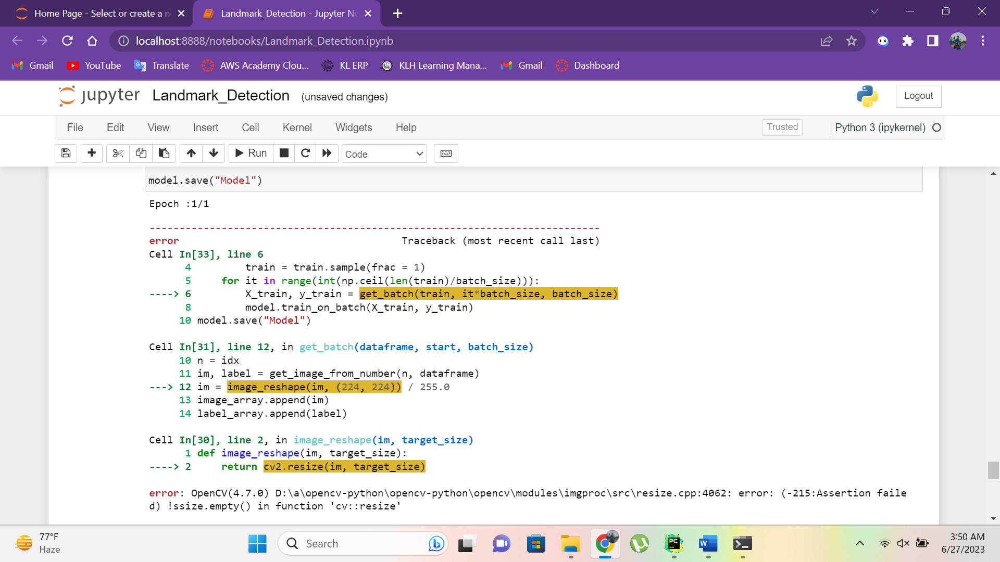 Home Page - Select or create a n
Landmark_Detection - Jupyter No
localhost:8888/notebooks/Landmark_Detection.ipynb
Gmail YouTube Translate AWS Academy Clou... KL ERP KLH Learning Mana... Gmail Dashboard
jupyter Landmark_Detection (unsaved changes) Logout
File Edit View Insert Cell Kernel Widgets Help Trusted Python 3 (ipykernel)
Run Code
model.save("Model")
Epoch :1/1
---------------------------------------------------------------------------
error                                     Traceback (most recent call last)
Cell In[33], line 6
      4         train = train.sample(frac = 1)
      5     for it in range(int(np.ceil(len(train)/batch_size))):
----> 6         X_train, y_train = get_batch(train, it*batch_size, batch_size)
      8         model.train_on_batch(X_train, y_train)
     10 model.save("Model")
Cell In[31], line 12, in get_batch(dataframe, start, batch_size)
     10 n = idx
     11 im, label = get_image_from_number(n, dataframe)
---> 12 im = image_reshape(im, (224, 224)) / 255.0
     13 image_array.append(im)
     14 label_array.append(label)
Cell In[30], line 2, in image_reshape(im, target_size)
      1 def image_reshape(im, target_size):
----> 2     return cv2.resize(im, target_size)
error: OpenCV(4.7.0) D:\a\opencv-python\opencv-python\opencv\modules\imgproc\src\resize.cpp:4062: error: (-215:Assertion faile
d) !ssize.empty() in function 'cv::resize'
77°F
Haze
Search
PC
W
3:50 AM
6/27/2023